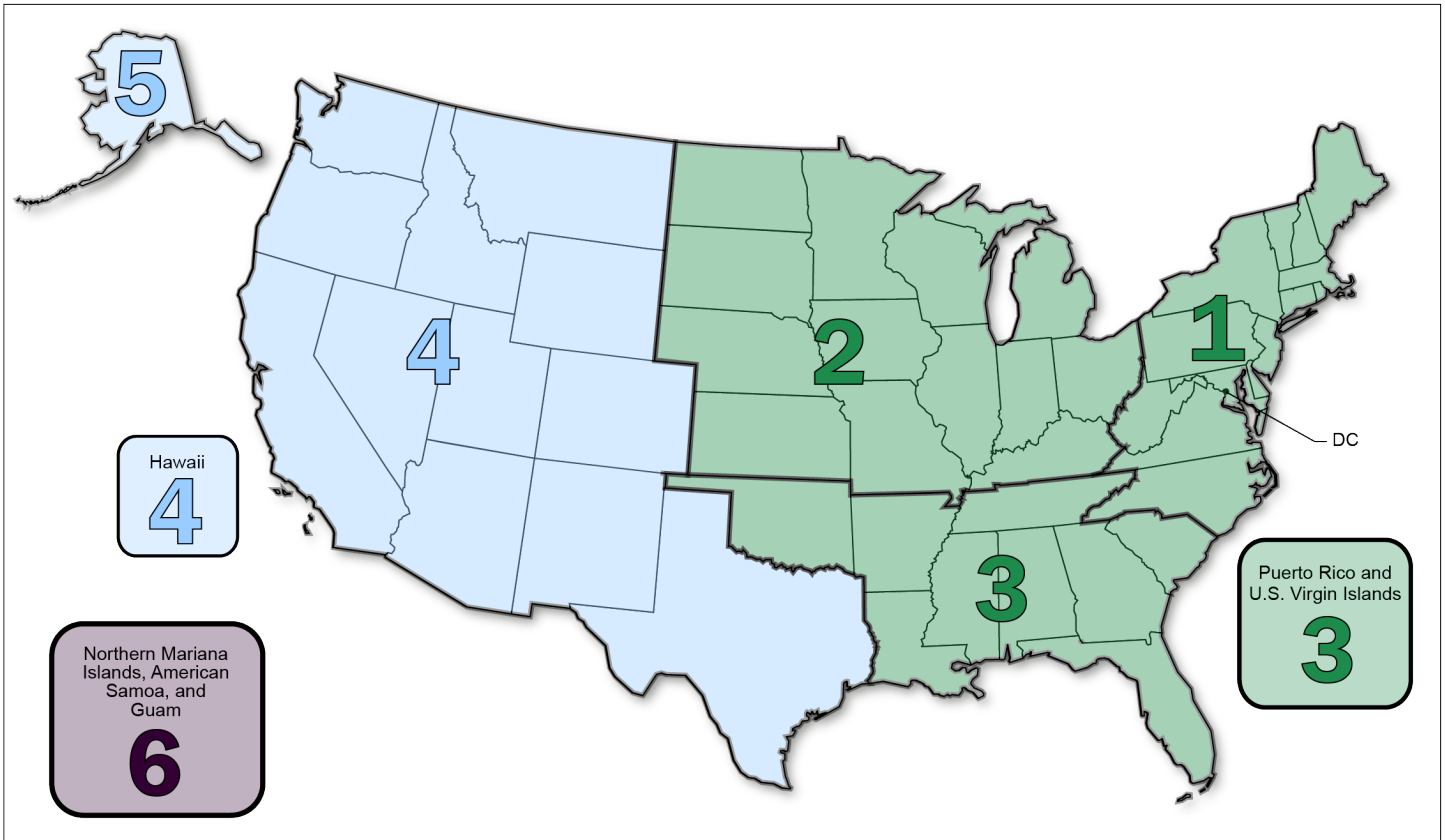 5
4
2
1
DC
Hawaii
4
3
Puerto Rico and
U.S. Virgin Islands
3
Northern Mariana
Islands, American
Samoa, and
Guam
6